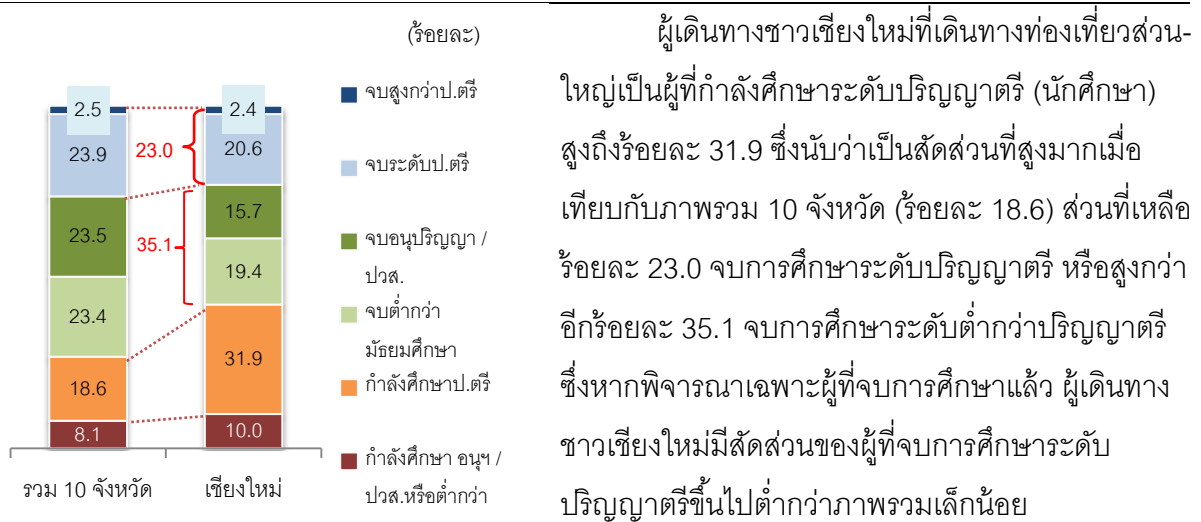 (ร้อยละ)
2.5
2.4
23.9
23.0
20.6
23.5
35.1
15.7
23.4
19.4
18.6
31.9
8.1
10.0
รวม 10 จังหวัด
เชียงใหม่
จบสูงกว่าป.ตรี
จบระดับป.ตรี
จบอนุปริญญา /
ปวส.
จบต่ำกว่า
มัธยมศึกษา
กำลังศึกษาป.ตรี
กำลังศึกษา อนุฯ /
ปวส.หรือต่ำกว่า
ผู้เดินทางชาวเชียงใหม่ที่เดินทางท่องเที่ยวส่วน-
ใหญ่เป็นผู้ที่กำลังศึกษาระดับปริญญาตรี (นักศึกษา)
สูงถึงร้อยละ 31.9 ซึ่งนับว่าเป็นสัดส่วนที่สูงมากเมื่อ
เทียบกับภาพรวม 10 จังหวัด (ร้อยละ 18.6) ส่วนที่เหลือ
ร้อยละ 23.0 จบการศึกษาระดับปริญญาตรี หรือสูงกว่า
อีกร้อยละ 35.1 จบการศึกษาระดับต่ำกว่าปริญญาตรี
ซึ่งหากพิจารณาเฉพาะผู้ที่จบการศึกษาแล้ว ผู้เดินทาง
ชาวเชียงใหม่มีสัดส่วนของผู้ที่จบการศึกษาระดับ
ปริญญาตรีขึ้นไปต่ำกว่าภาพรวมเล็กน้อย